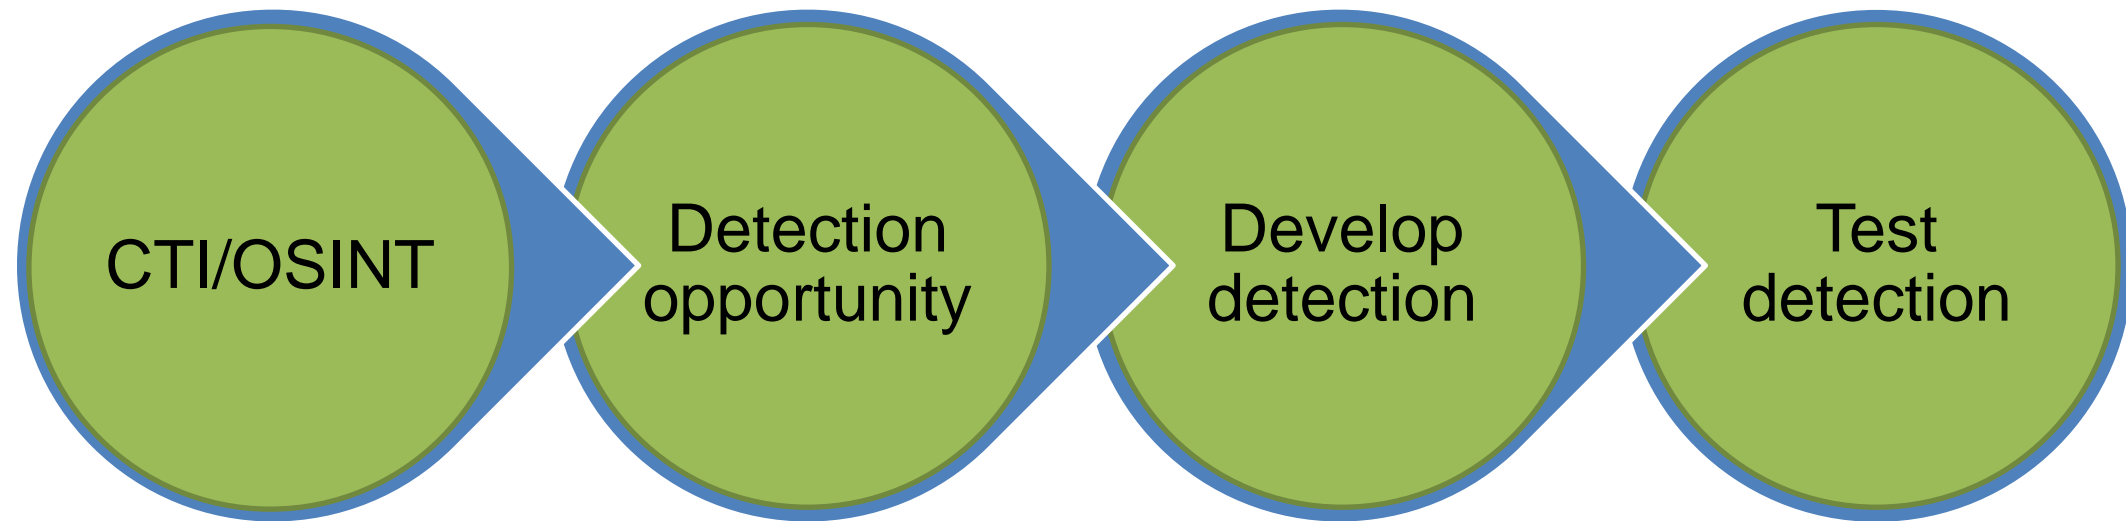 CTI/OSINT
Detection
opportunity
Develop
detection
Test
detection